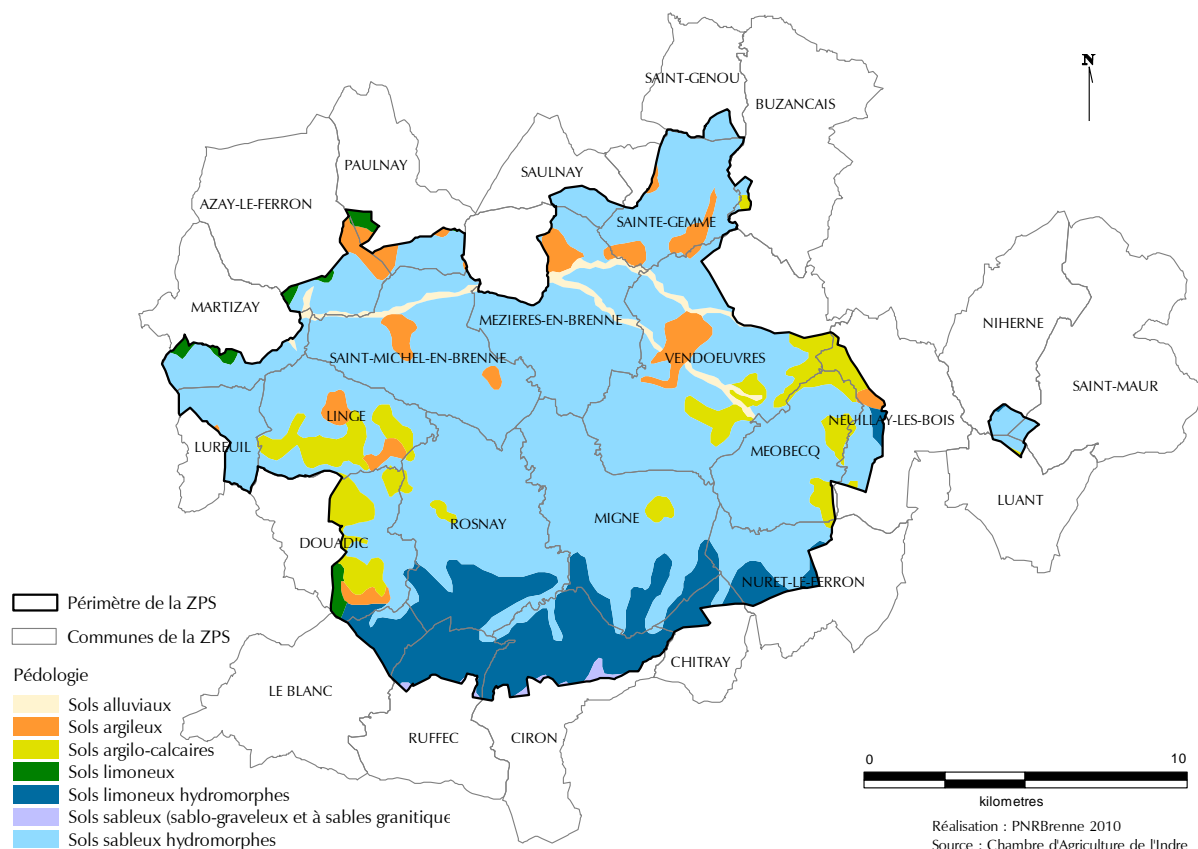 SAINT-GENOU
N
BUZANCAIS
PAULNAY
SAULNAY
AZAY-LE-FERRON
SAINTE-GEMME
MARTIZAY
MEZIERES-EN-BRENNE
NIHERNE
SAINT-MICHEL-EN-BRENNE
VENDOEUVRES
SAINT-MAUR
LINGE
NEUILLAY-LES-BOIS
LUREUIL
MEOBECQ
LUANT
ROSNAY
MIGNE
DOUADIC
NURET-LE-FERRON
CHITRAY
LE BLANC
RUFFEC
CIRON
Périmètre de la ZPS
Communes de la ZPS
Pédologie
Sols alluviaux
Sols argileux
Sols argilo-calcaires
Sols limoneux
Sols limoneux hydromorphes
Sols sableux (sablo-graveleux et à sables granitique
Sols sableux hydromorphes
0 10
kilometres
Réalisation : PNRBrenne 2010
Source : Chambre d'Agriculture de l'Indre